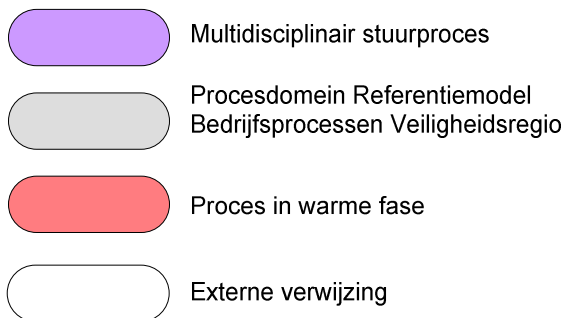 Multidisciplinair stuurproces
Procesdomein Referentiemodel
Bedrijfsprocessen Veiligheidsregio
Proces in warme fase
Externe verwijzing